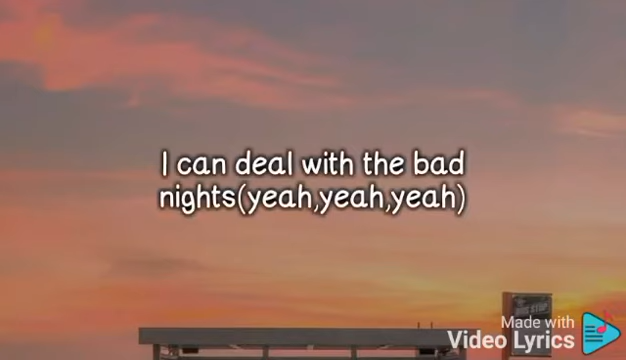 I can deal with the bad
nights(yeah,yeah,yeah)
Made with
Video Lyrics